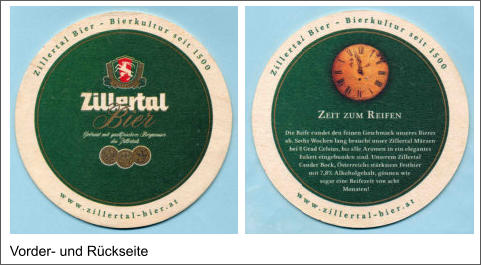 Zillertal Bier - Bierkultur seit 1500
Zillertal
Bier
Gebraut mit quellfrischem Bergwasser
des Zillertals
www.zillertal-bier.at
Zillertal Bier - Bierkultur seit 1500
ZEIT ZUM REIFEN
Die Reife rundet den feinen Geschmack unseres Bieres
ab. Sechs Wochen lang braucht unser Zillertal Märzen
bei 1 Grad Celsius, bis alle Aromen in ein elegantes
Paket eingebunden sind. Unserem Zillertal
Gauder Bock, Österreichs stärkstem Festbier
mit 7,8% Alkoholgehalt, gönnen wir
sogar eine Reifezeit von acht
Monaten!
www.zillertal-bier.at
Vorder- und Rückseite